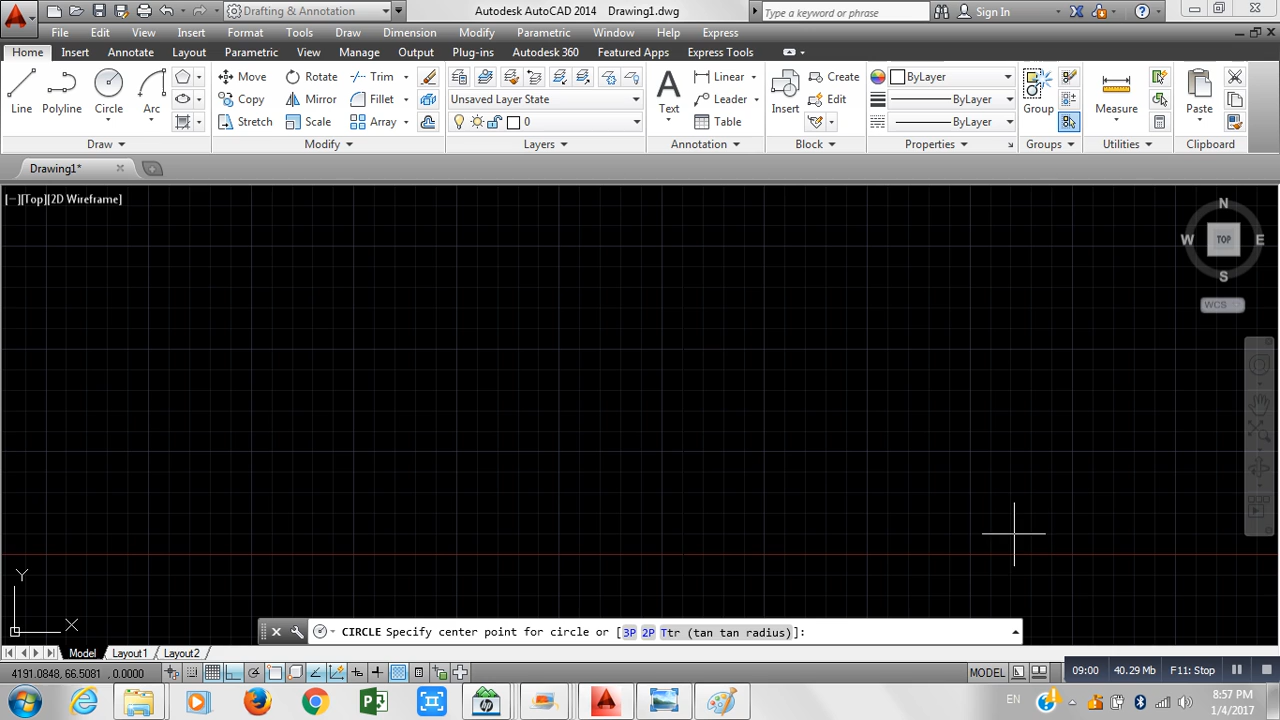 Drafting & Annotation
Autodesk AutoCAD 2014 Drawing1.dwg
Type a keyword or phrase
Sign In
File Edit View Insert Format Tools Draw Dimension Modify Parametric Window Help Express
Home Insert Annotate Layout Parametric View Manage Output Plug-ins Autodesk 360 Featured Apps Express Tools
Line Polyline Circle Arc
Move Rotate Trim
Copy Mirror Fillet
Stretch Scale Array
Unsaved Layer State
0
Text
Linear
Leader
Table
Insert
Create
Edit
ByLayer
ByLayer
ByLayer
Group
Measure
Paste
Draw Modify Layers Annotation Block Properties Groups Utilities Clipboard
Drawing1*
[−][Top][2D Wireframe]
N
W TOP E
S
WCS
Y
X
CIRCLE Specify center point for circle or [3P 2P Ttr (tan tan radius)]:
Model Layout1 Layout2
4191.0848, 66.5081 , 0.0000
MODEL
09:00 40.29 Mb F11: Stop
EN
8:57 PM
1/4/2017